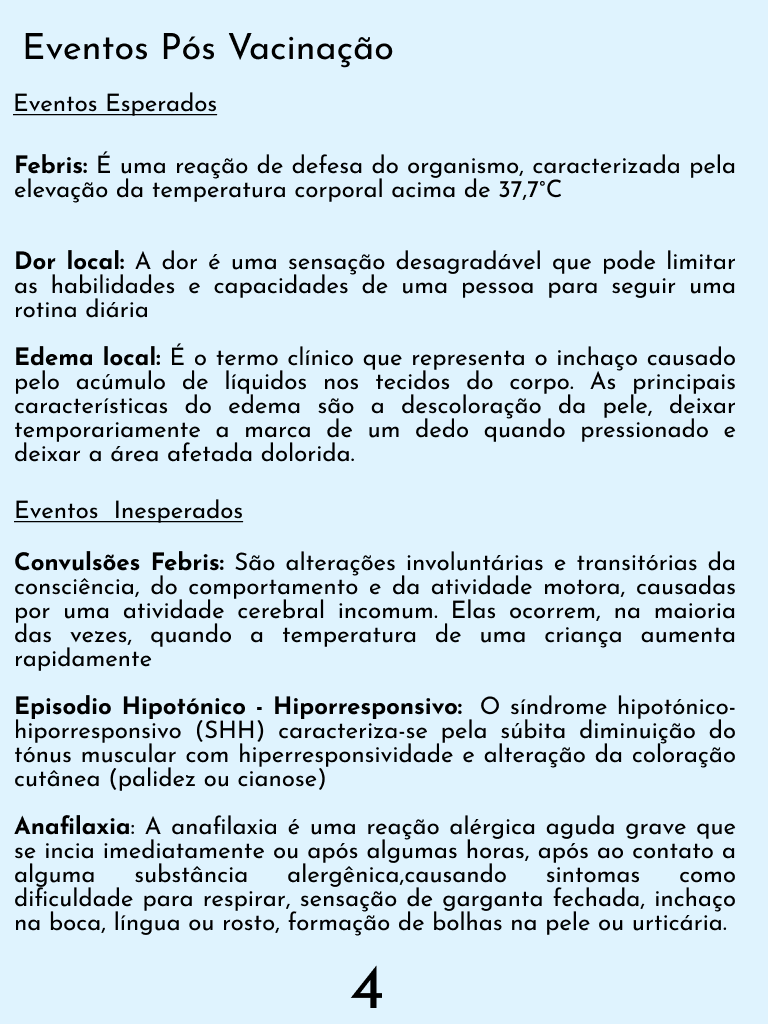 Eventos Pós Vacinação
Eventos Esperados
Febris: É uma reação de defesa do organismo, caracterizada pela
elevação da temperatura corporal acima de 37,7°C
Dor local: A dor é uma sensação desagradável que pode limitar
as habilidades e capacidades de uma pessoa para seguir uma
rotina diária
Edema local: É o termo clínico que representa o inchaço causado
pelo acúmulo de líquidos nos tecidos do corpo. As principais
características do edema são a descoloração da pele, deixar
temporariamente a marca de um dedo quando pressionado e
deixar a área afetada dolorida.
Eventos Inesperados
Convulsões Febris: São alterações involuntárias e transitórias da
consciência, do comportamento e da atividade motora, causadas
por uma atividade cerebral incomum. Elas ocorrem, na maioria
das vezes, quando a temperatura de uma criança aumenta
rapidamente
Episodio Hipotónico - Hiporresponsivo: O síndrome hipotónico-
hiporresponsivo (SHH) caracteriza-se pela súbita diminuição do
tónus muscular com hiperresponsividade e alteração da coloração
cutânea (palidez ou cianose)
Anafilaxia: A anafilaxia é uma reação alérgica aguda grave que
se incia imediatamente ou após algumas horas, após ao contato a
alguma substância alergênica,causando sintomas como
dificuldade para respirar, sensação de garganta fechada, inchaço
na boca, língua ou rosto, formação de bolhas na pele ou urticária.
4